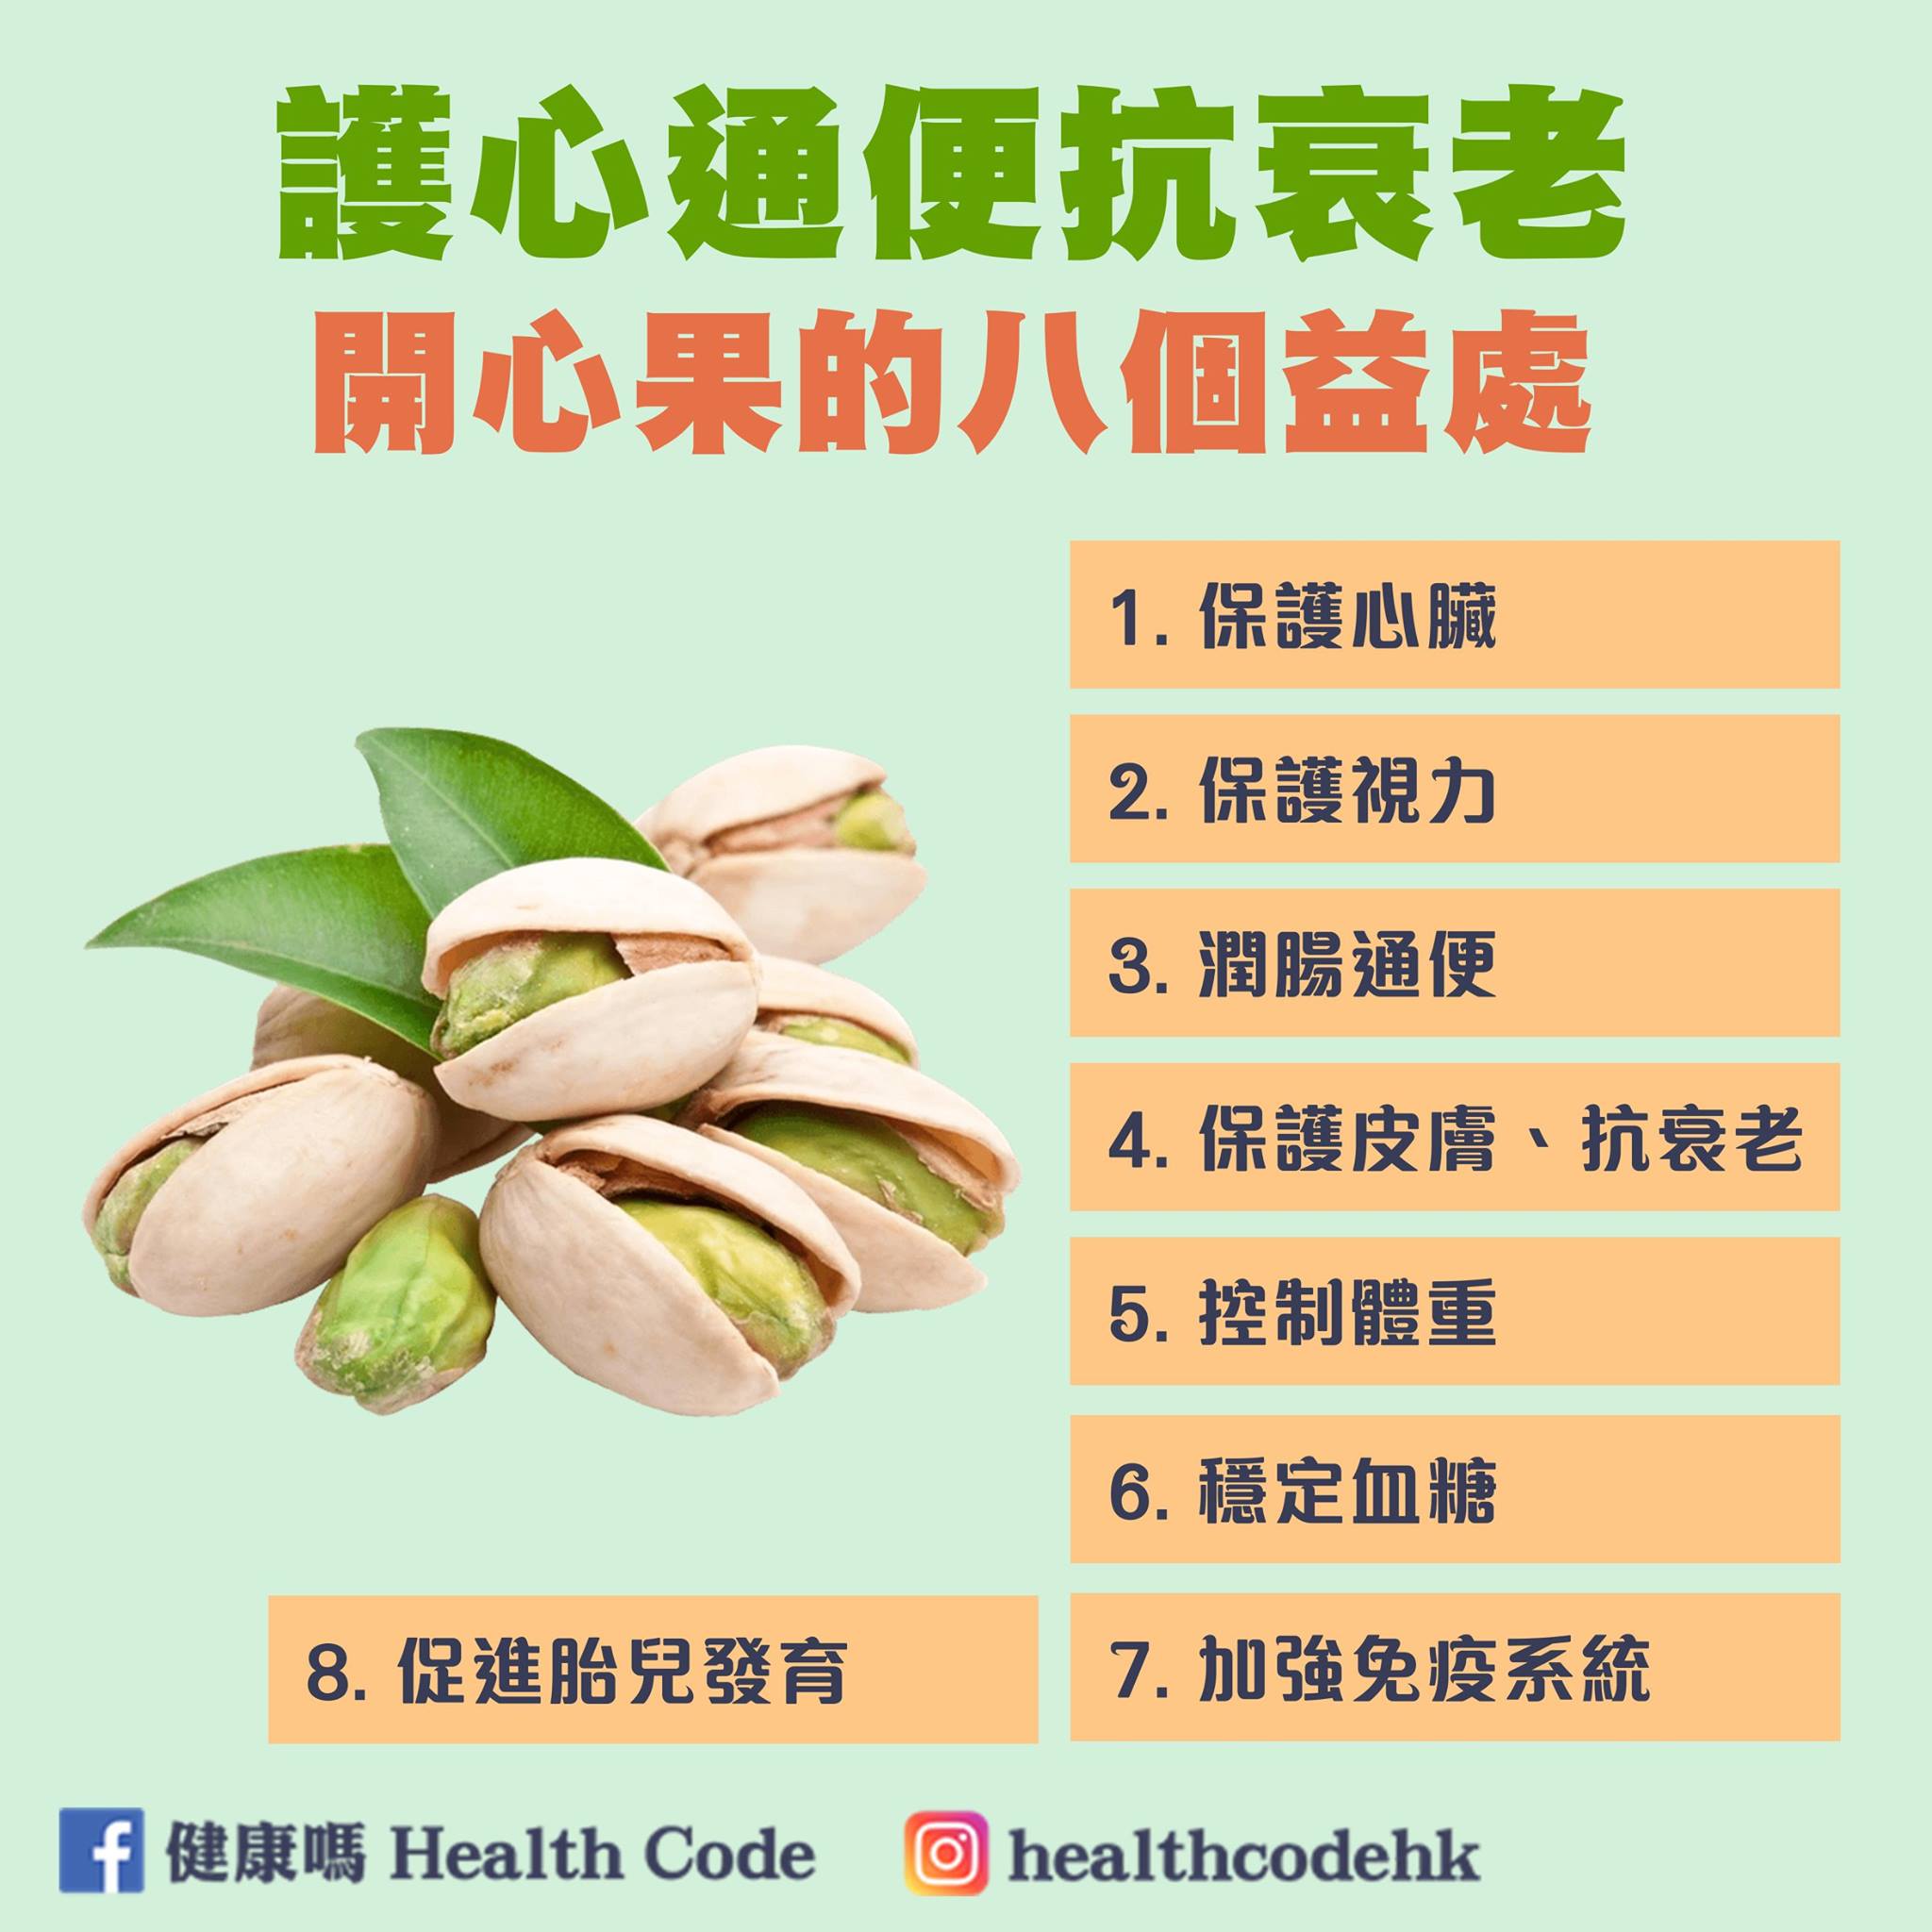 護心通便抗衰老
開心果的八個益處
1. 保護心臟
2. 保護視力
3. 潤腸通便
4. 保護皮膚、抗衰老
5. 控制體重
6. 穩定血糖
7. 加強免疫系統
8. 促進胎兒發育
健康嗎 Health Code
healthcodehk